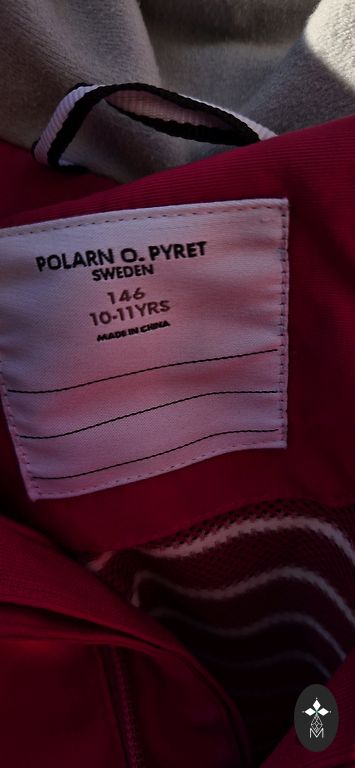 POLARN O. PYRET
SWEDEN
146
10-11YRS
MADE IN CHINA
M